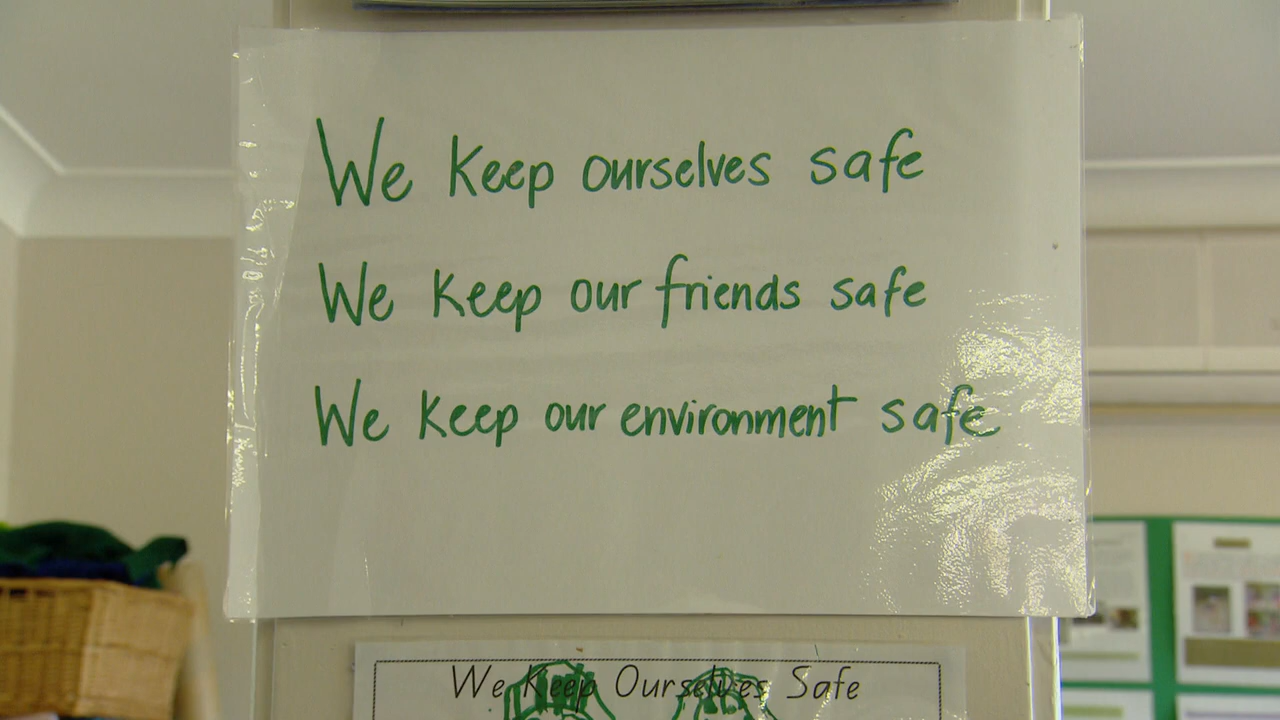 We keep ourselves safe
We keep our friends safe
We keep our environment safe
We Keep Ourselves Safe